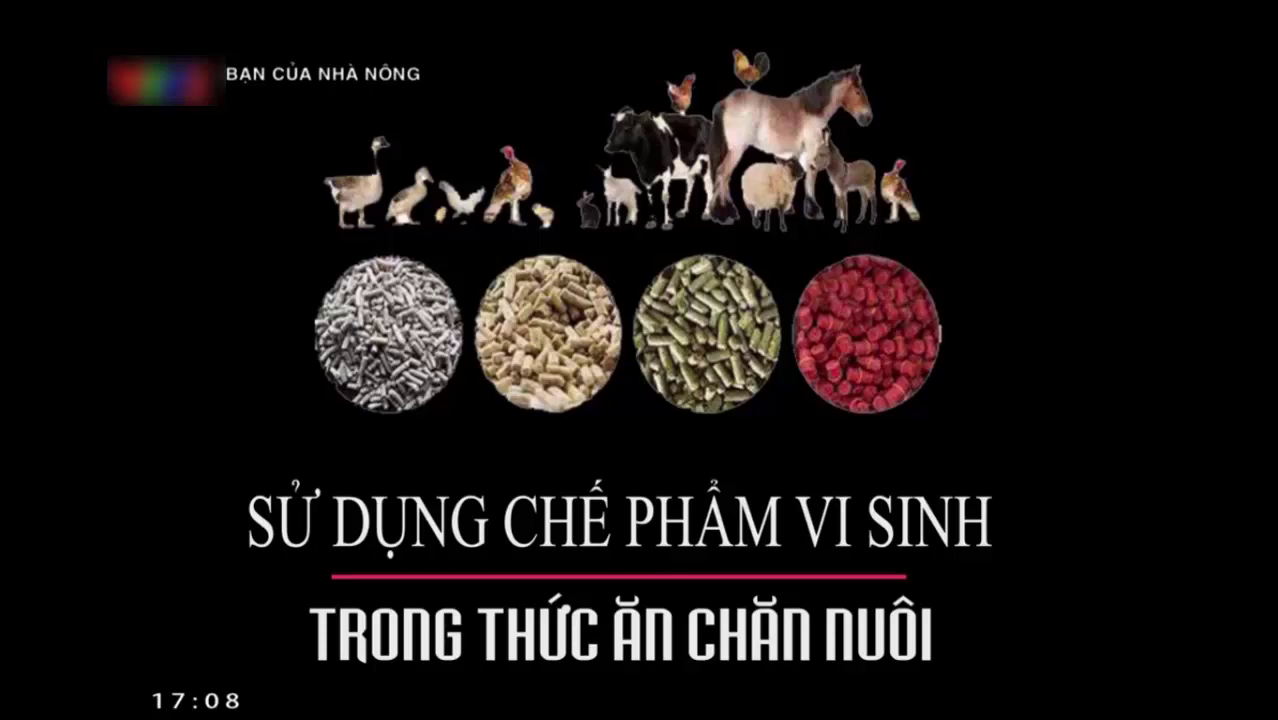 BẠN CỦA NHÀ NÔNG
SỬ DỤNG CHẾ PHẨM VI SINH
TRONG THỨC ĂN CHĂN NUÔI
17:08